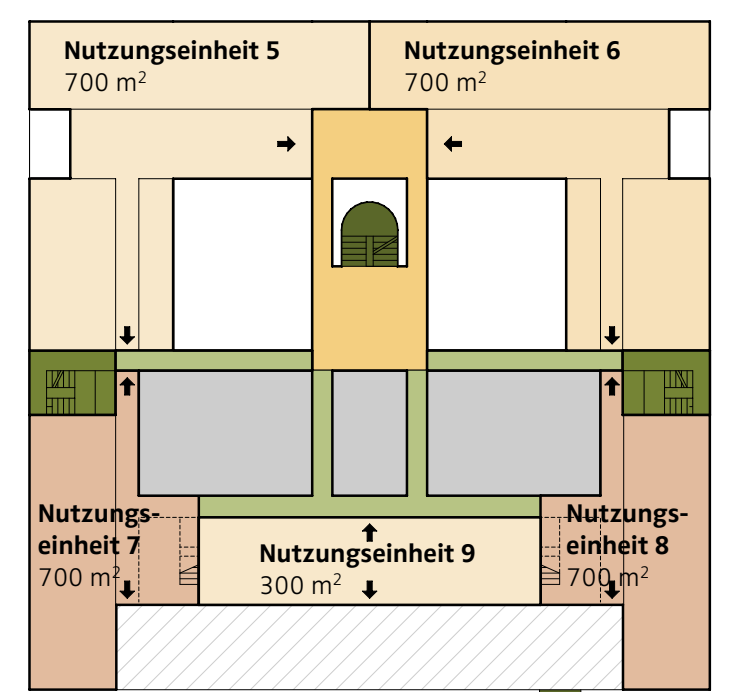 Nutzungseinheit 5
700 m²
Nutzungseinheit 6
700 m²
Nutzungs-
einheit 7
700 m²
Nutzungseinheit 9
300 m²
Nutzungs-
einheit 8
700 m²